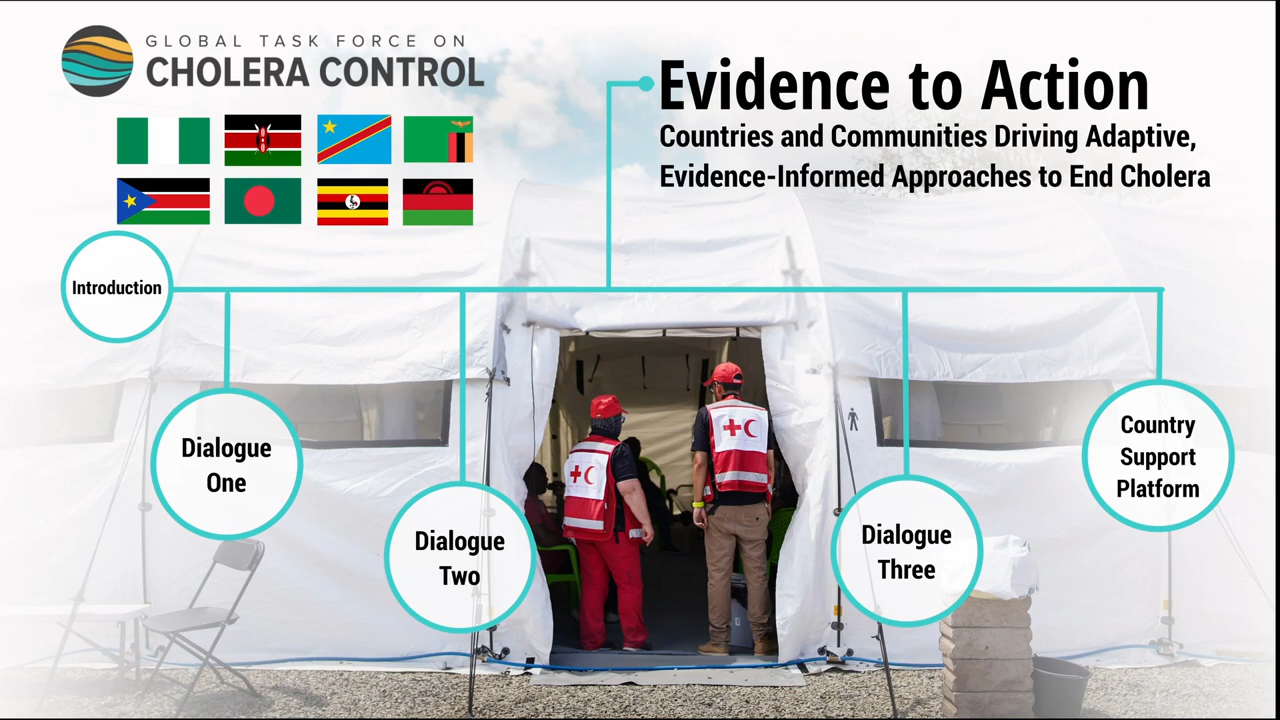 GLOBAL TASK FORCE ON
CHOLERA CONTROL
Evidence to Action
Countries and Communities Driving Adaptive,
Evidence-Informed Approaches to End Cholera
Introduction
Dialogue
One
Dialogue
Two
Dialogue
Three
Country
Support
Platform